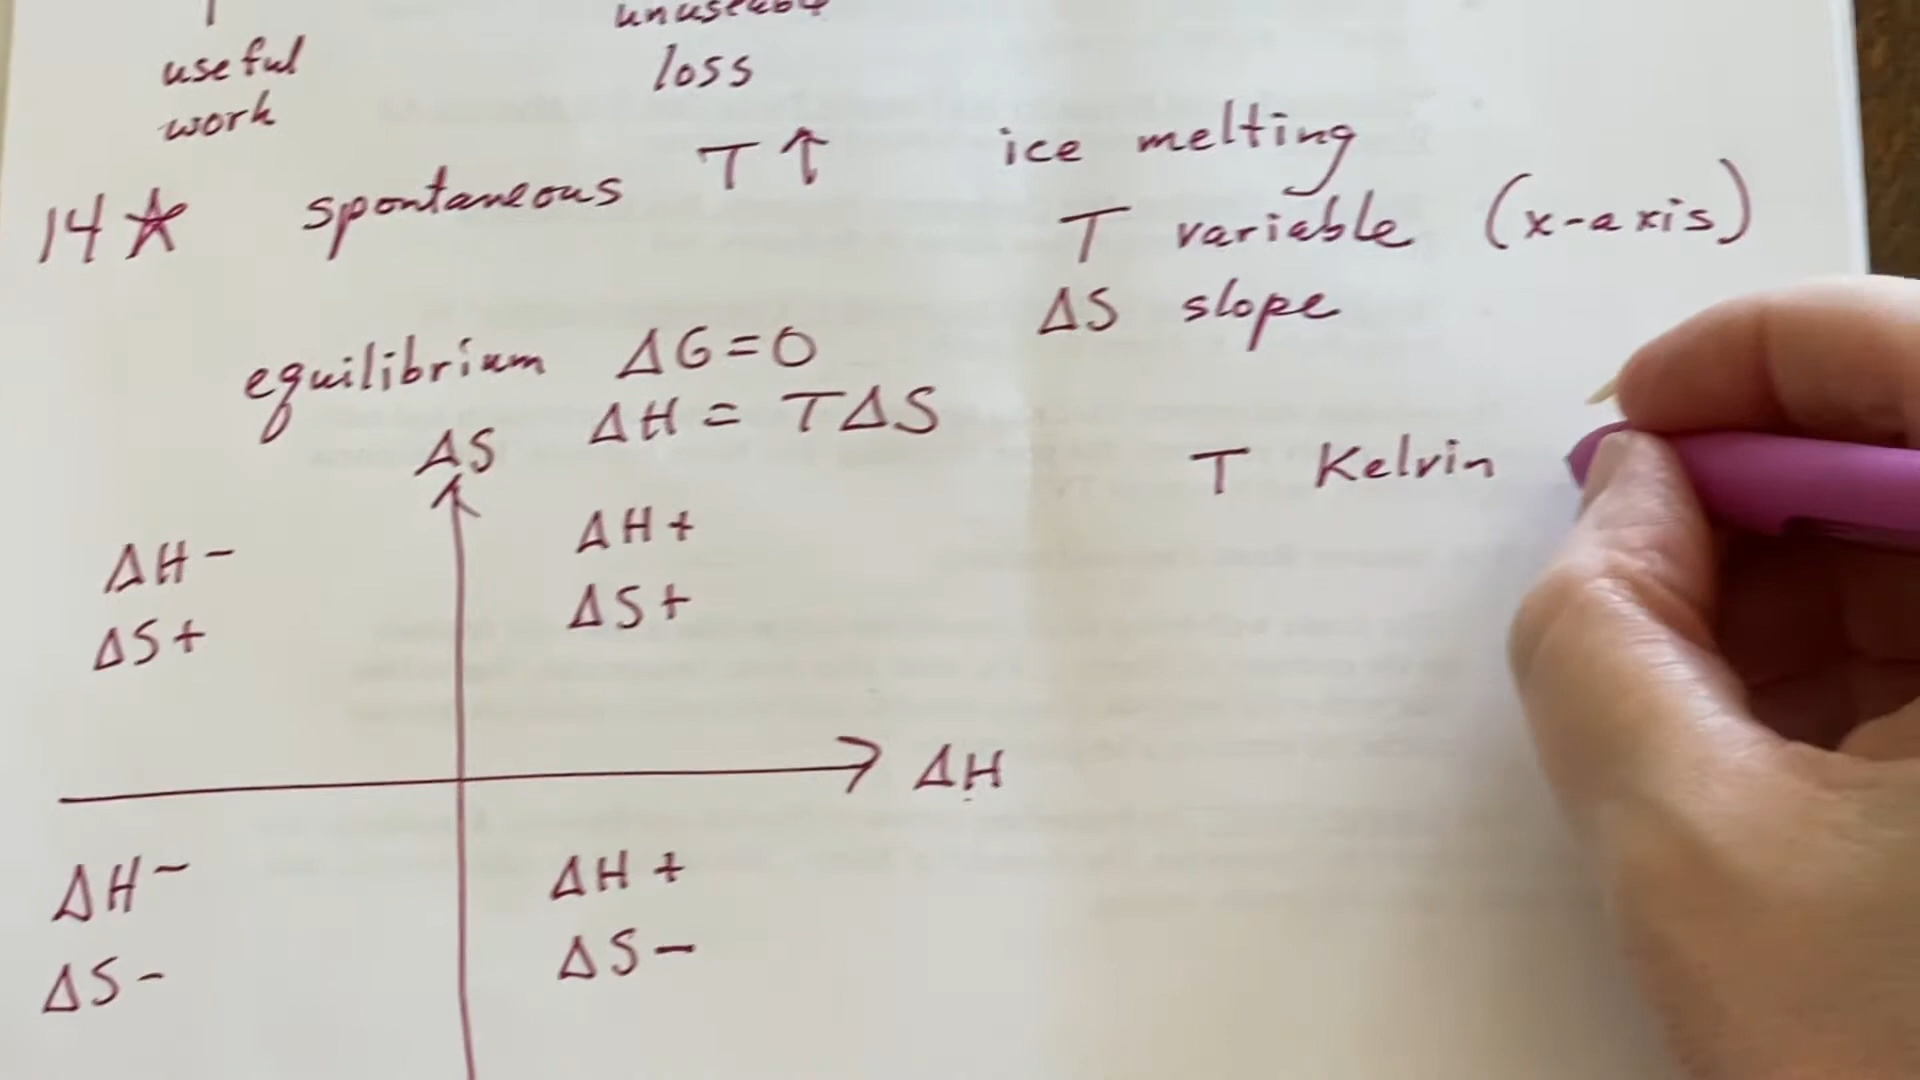 useful
work
loss
14☆ spontaneous T↑
ice melting
T variable (x-axis)
ΔS slope
equilibrium ΔG=0
ΔH = TΔS
T Kelvin
ΔS
ΔH-
ΔS+
ΔH+
ΔS+
ΔH
ΔH-
ΔS-
ΔH+
ΔS-